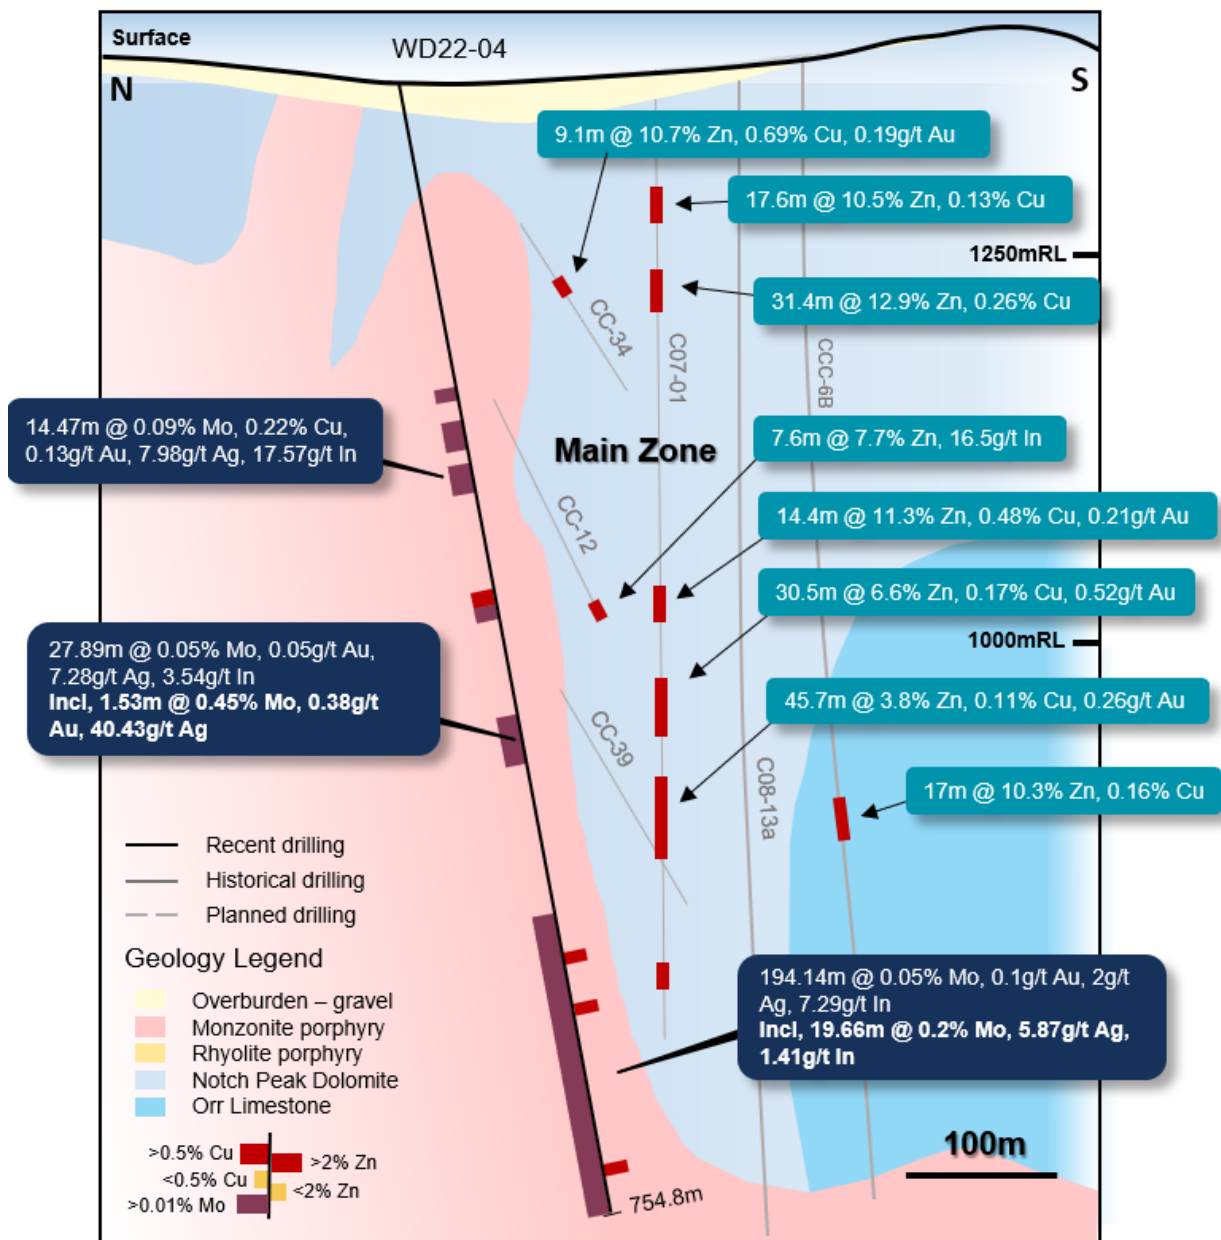 Surface
WD22-04
N
S
9.1m @ 10.7% Zn, 0.69% Cu, 0.19g/t Au
17.6m @ 10.5% Zn, 0.13% Cu
1250mRL
31.4m @ 12.9% Zn, 0.26% Cu
CC-34
C07-01
CCC-6B
14.47m @ 0.09% Mo, 0.22% Cu,
0.13g/t Au, 7.98g/t Ag, 17.57g/t In
Main Zone
7.6m @ 7.7% Zn, 16.5g/t In
CC-12
14.4m @ 11.3% Zn, 0.48% Cu, 0.21g/t Au
30.5m @ 6.6% Zn, 0.17% Cu, 0.52g/t Au
1000mRL
27.89m @ 0.05% Mo, 0.05g/t Au,
7.28g/t Ag, 3.54g/t In
Incl, 1.53m @ 0.45% Mo, 0.38g/t
Au, 40.43g/t Ag
45.7m @ 3.8% Zn, 0.11% Cu, 0.26g/t Au
CC-39
C08-13a
17m @ 10.3% Zn, 0.16% Cu
Recent drilling
Historical drilling
Planned drilling
Geology Legend
Overburden – gravel
Monzonite porphyry
Rhyolite porphyry
Notch Peak Dolomite
Orr Limestone
194.14m @ 0.05% Mo, 0.1g/t Au, 2g/t
Ag, 7.29g/t In
Incl, 19.66m @ 0.2% Mo, 5.87g/t Ag,
1.41g/t In
>0.5% Cu
>2% Zn
<0.5% Cu
<2% Zn
>0.01% Mo
754.8m
100m